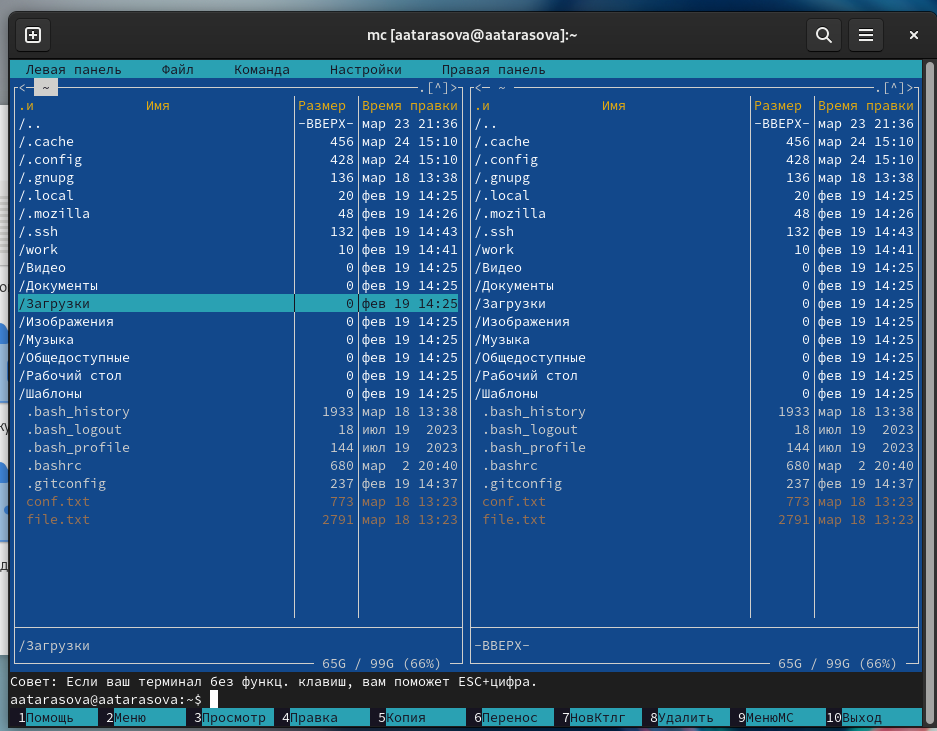 mc [aatarasova@aatarasova]:~
Левая панель Файл Команда Настройки Правая панель
<─ ~ .[^]> <─ ~ .[^]>
.и Имя Размер Время правки .и Имя Размер Время правки
/.. -ВВЕРХ- мар 23 21:36 /.. -ВВЕРХ- мар 23 21:36
/.cache 456 мар 24 15:10 /.cache 456 мар 24 15:10
/.config 428 мар 24 15:10 /.config 428 мар 24 15:10
/.gnupg 136 мар 18 13:38 /.gnupg 136 мар 18 13:38
/.local 20 фев 19 14:25 /.local 20 фев 19 14:25
/.mozilla 48 фев 19 14:26 /.mozilla 48 фев 19 14:26
/.ssh 132 фев 19 14:43 /.ssh 132 фев 19 14:43
/work 10 фев 19 14:41 /work 10 фев 19 14:41
/Видео 0 фев 19 14:25 /Видео 0 фев 19 14:25
/Документы 0 фев 19 14:25 /Документы 0 фев 19 14:25
/Загрузки 0 фев 19 14:25 /Загрузки 0 фев 19 14:25
/Изображения 0 фев 19 14:25 /Изображения 0 фев 19 14:25
/Музыка 0 фев 19 14:25 /Музыка 0 фев 19 14:25
/Общедоступные 0 фев 19 14:25 /Общедоступные 0 фев 19 14:25
/Рабочий стол 0 фев 19 14:25 /Рабочий стол 0 фев 19 14:25
/Шаблоны 0 фев 19 14:25 /Шаблоны 0 фев 19 14:25
.bash_history 1933 мар 18 13:38 .bash_history 1933 мар 18 13:38
.bash_logout 18 июл 19 2023 .bash_logout 18 июл 19 2023
.bash_profile 144 июл 19 2023 .bash_profile 144 июл 19 2023
.bashrc 680 мар 2 20:40 .bashrc 680 мар 2 20:40
.gitconfig 237 фев 19 14:37 .gitconfig 237 фев 19 14:37
conf.txt 773 мар 18 13:23 conf.txt 773 мар 18 13:23
file.txt 2791 мар 18 13:23 file.txt 2791 мар 18 13:23
/Загрузки -ВВЕРХ-
65G / 99G (66%) 65G / 99G (66%)
Совет: Если ваш терминал без функц. клавиш, вам поможет ESC+цифра.
aatarasova@aatarasova:~$
1Помощь 2Меню 3Просмотр 4Правка 5Копия 6Перенос 7НовКтлг 8Удалить 9МенюМС 10Выход